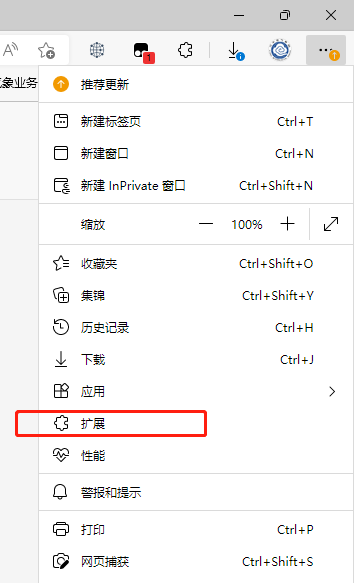 A
1
象业务
推荐更新
新建标签页 Ctrl+T
新建窗口 Ctrl+N
新建 InPrivate 窗口 Ctrl+Shift+N
缩放 — 100% +
收藏夹 Ctrl+Shift+O
集锦 Ctrl+Shift+Y
历史记录 Ctrl+H
下载 Ctrl+J
应用
扩展
性能
警报和提示
打印 Ctrl+P
网页捕获 Ctrl+Shift+S